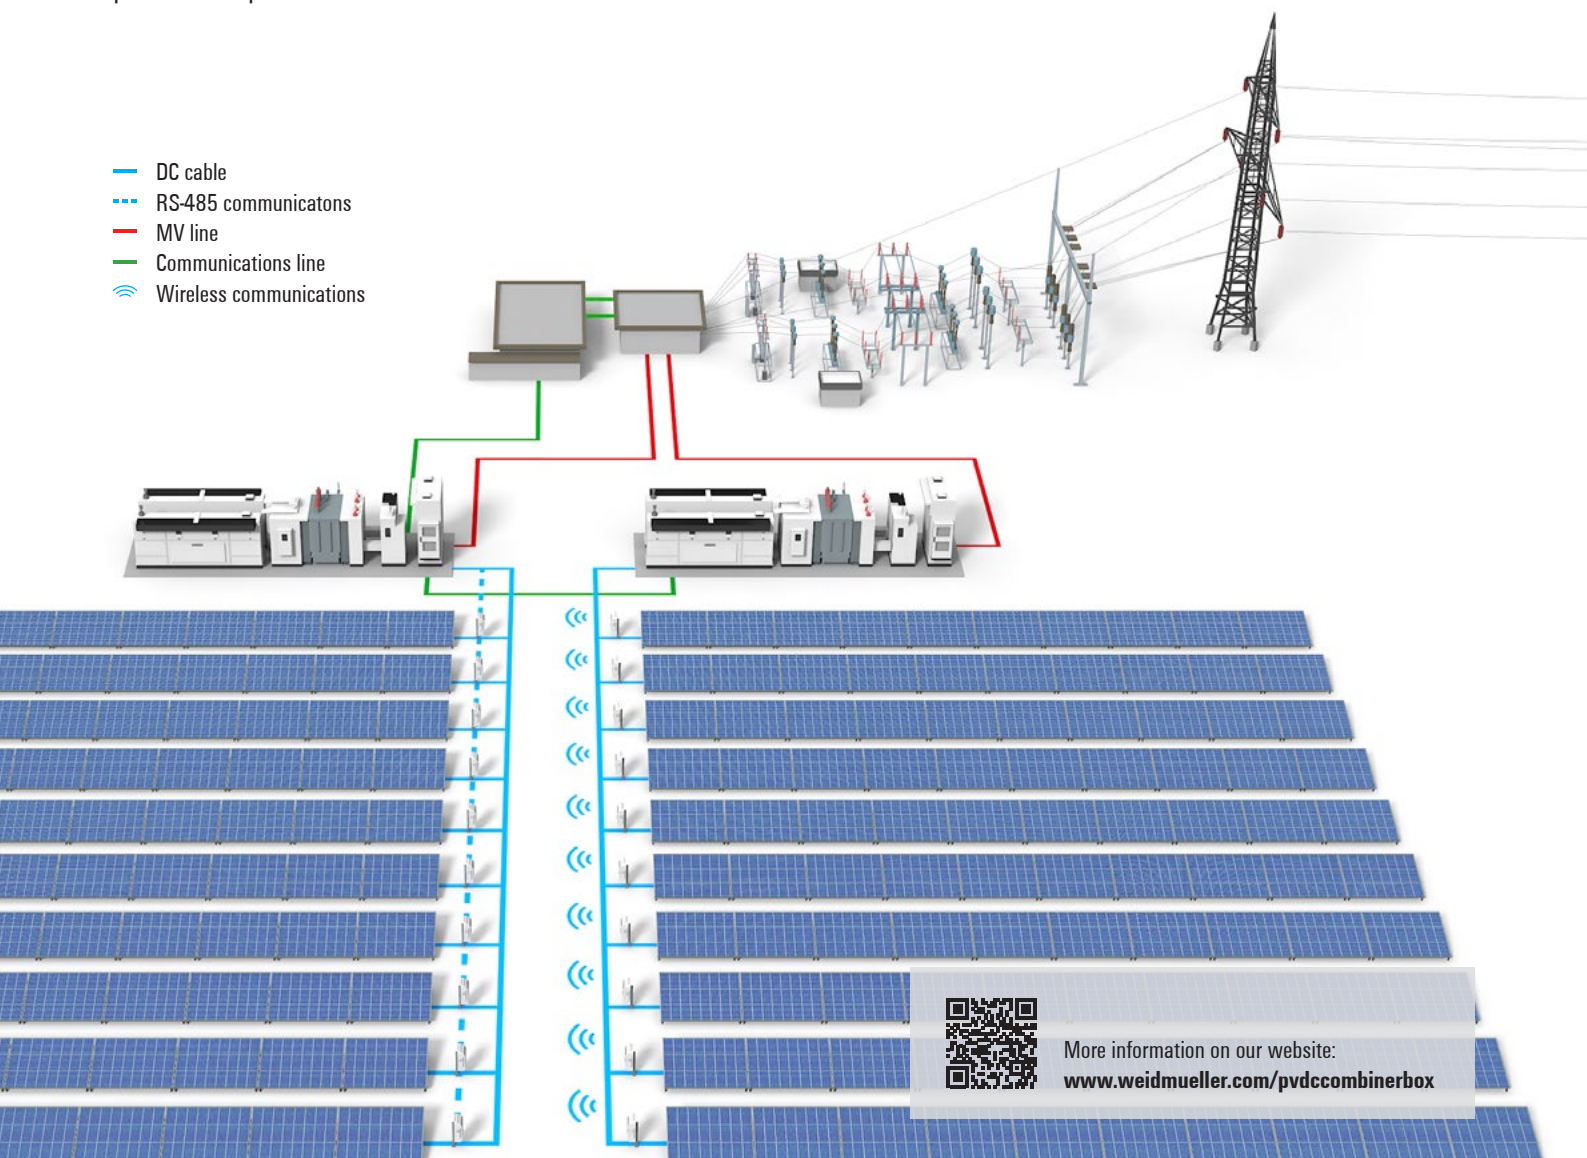 DC cable
RS-485 communicatons
MV line
Communications line
Wireless communications
More information on our website:
www.weidmueller.com/pvdccombinerbox